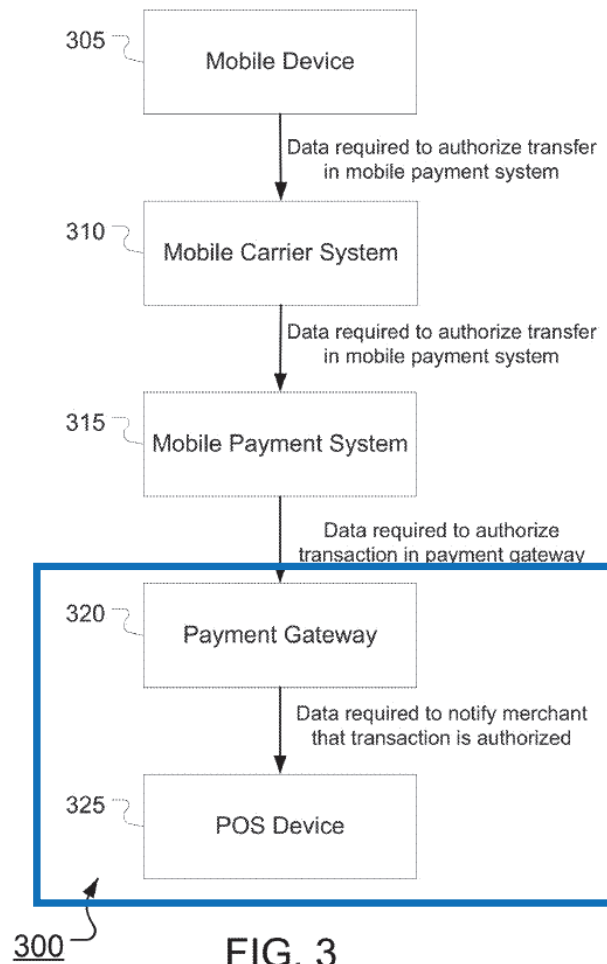 305
Mobile Device
Data required to authorize transfer
in mobile payment system
310
Mobile Carrier System
Data required to authorize transfer
in mobile payment system
315
Mobile Payment System
Data required to authorize
transaction in payment gateway
320
Payment Gateway
Data required to notify merchant
that transaction is authorized
325
POS Device
300
FIG. 3